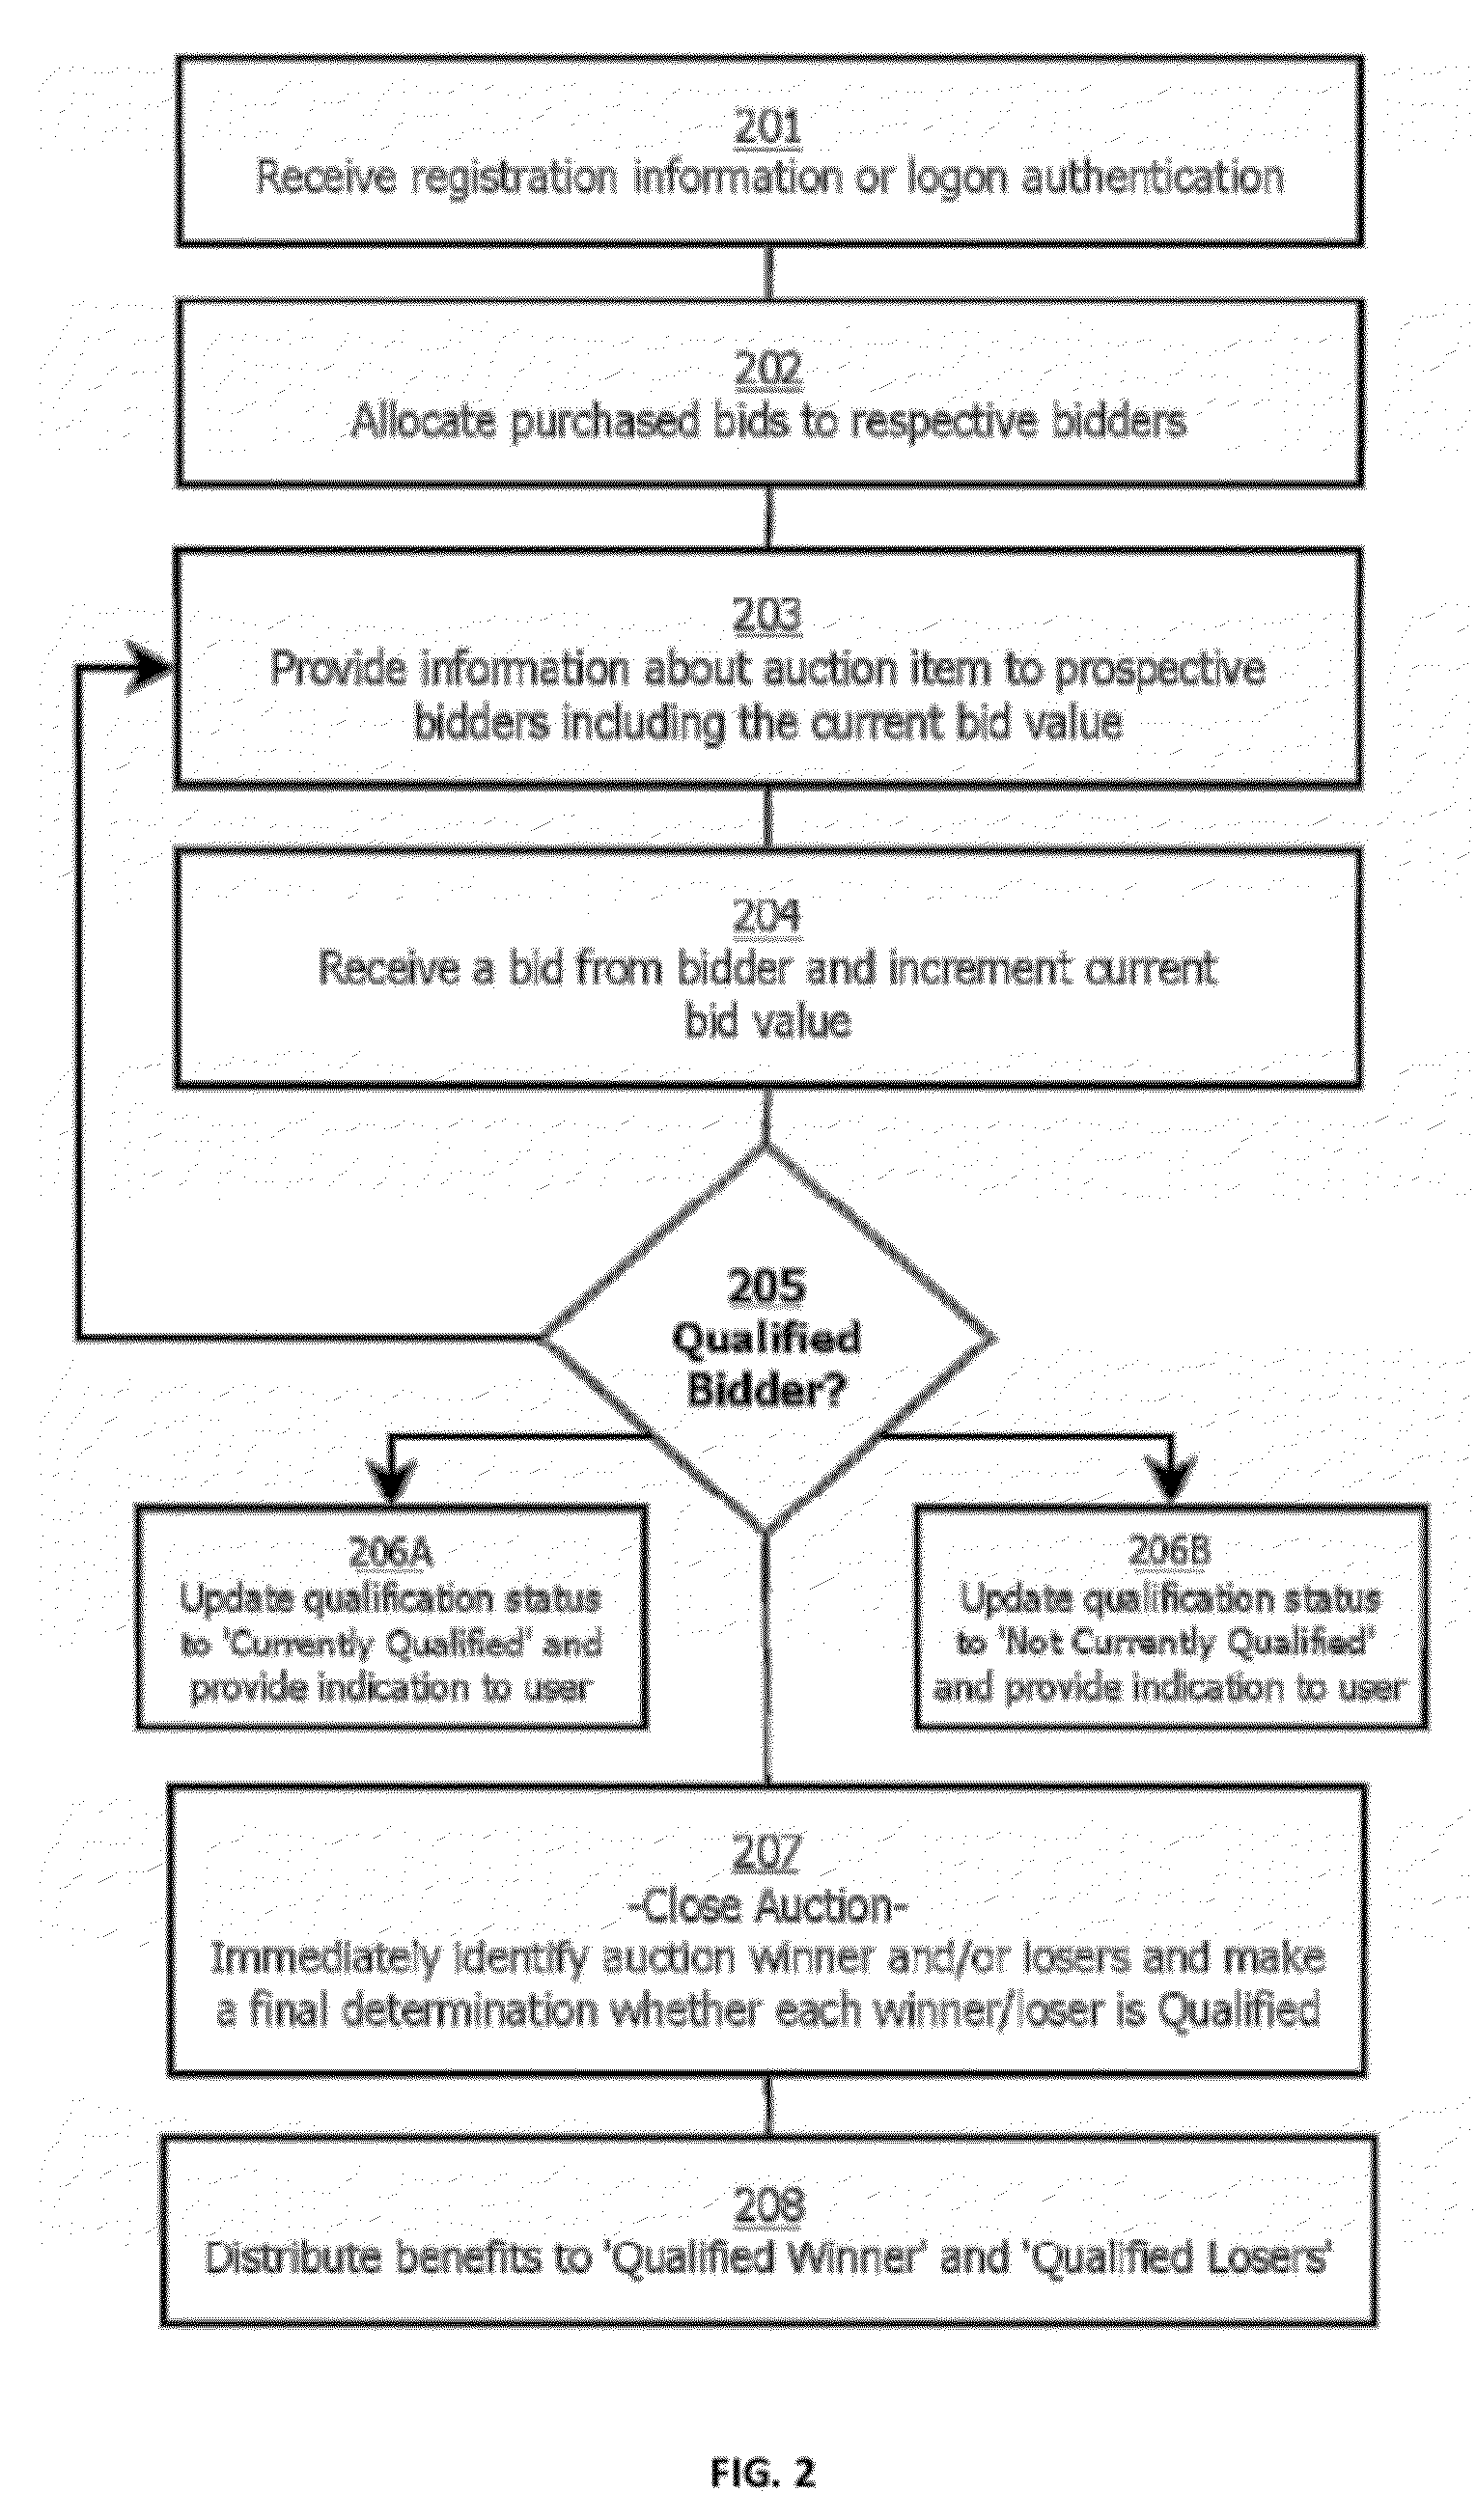 201
Receive registration information or logon authentication
202
Allocate purchased bids to respective bidders
203
Provide information about auction item to prospective
bidders including the current bid value
204
Receive a bid from bidder and increment current
bid value
205
Qualified
Bidder?
206A
Update qualification status
to 'Currently Qualified' and
provide indication to user
206B
Update qualification status
to 'Not Currently Qualified'
and provide indication to user
207
-Close Auction-
Immediately identify auction winner and/or losers and make
a final determination whether each winner/loser is Qualified
208
Distribute benefits to 'Qualified Winner' and 'Qualified Losers'
FIG. 2